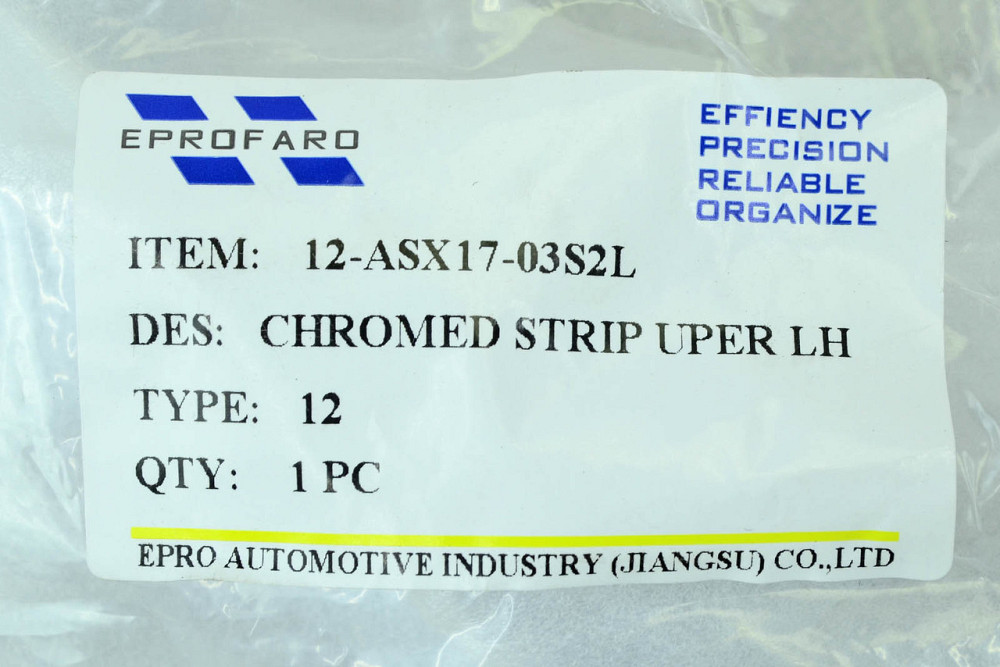 EPROFARO
EFFIENCY
PRECISION
RELIABLE
ORGANIZE
ITEM: 12-ASX17-03S2L
DES: CHROMED STRIP UPER LH
TYPE: 12
QTY: 1 PC
EPRO AUTOMOTIVE INDUSTRY (JIANGSU) CO.,LTD